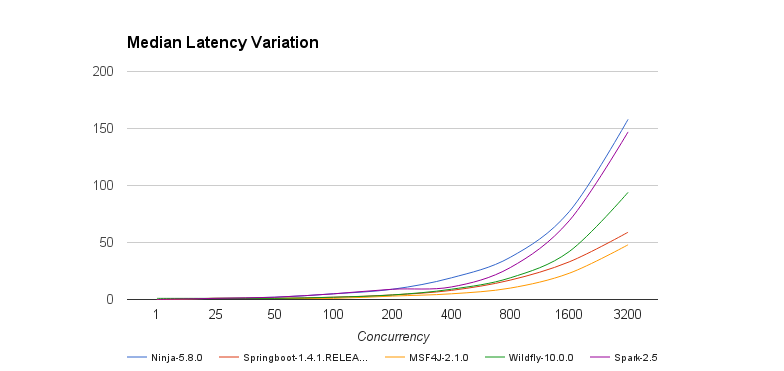 Median Latency Variation
200
150
100
50
0
1 25 50 100 200 400 800 1600 3200
Concurrency
Ninja-5.8.0 Springboot-1.4.1.RELEA... MSF4J-2.1.0 Wildfly-10.0.0 Spark-2.5